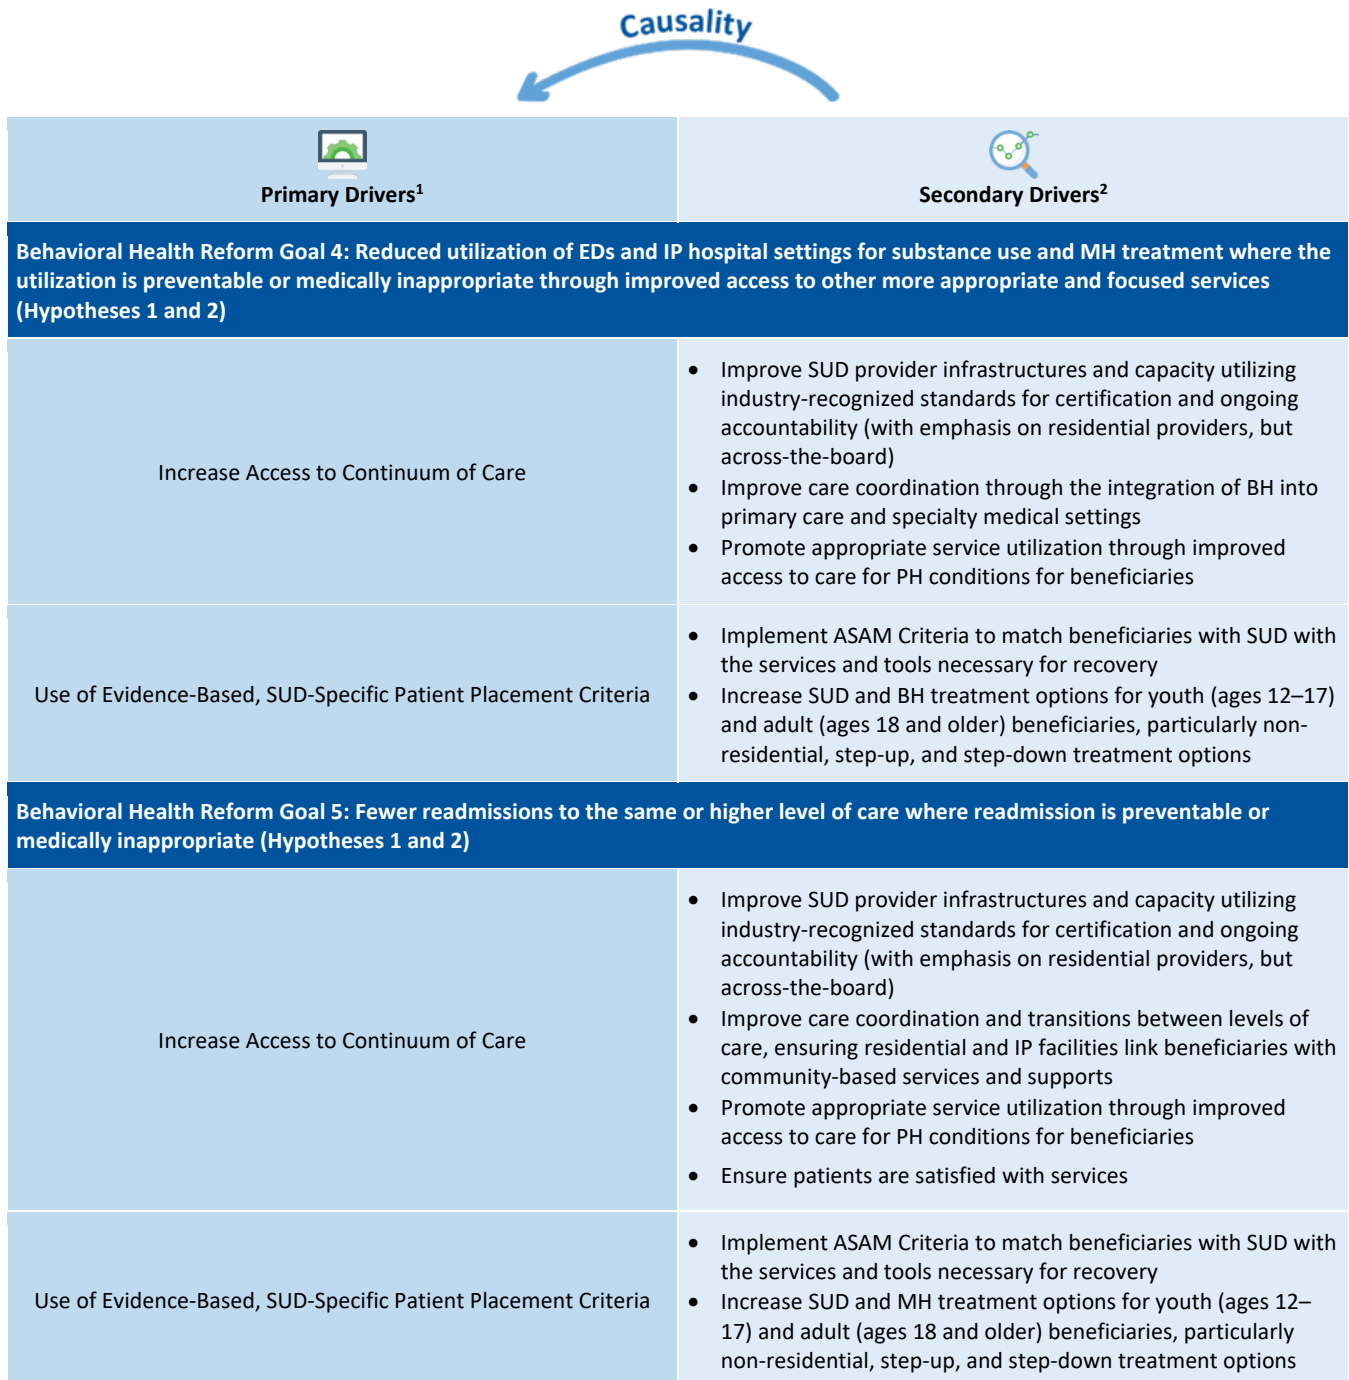 Causality
Primary Drivers1
Secondary Drivers2
Behavioral Health Reform Goal 4: Reduced utilization of EDs and IP hospital settings for substance use and MH treatment where the
utilization is preventable or medically inappropriate through improved access to other more appropriate and focused services
(Hypotheses 1 and 2)
Increase Access to Continuum of Care
• Improve SUD provider infrastructures and capacity utilizing
industry-recognized standards for certification and ongoing
accountability (with emphasis on residential providers, but
across-the-board)
• Improve care coordination through the integration of BH into
primary care and specialty medical settings
• Promote appropriate service utilization through improved
access to care for PH conditions for beneficiaries
Use of Evidence-Based, SUD-Specific Patient Placement Criteria
• Implement ASAM Criteria to match beneficiaries with SUD with
the services and tools necessary for recovery
• Increase SUD and BH treatment options for youth (ages 12–17)
and adult (ages 18 and older) beneficiaries, particularly non-
residential, step-up, and step-down treatment options
Behavioral Health Reform Goal 5: Fewer readmissions to the same or higher level of care where readmission is preventable or
medically inappropriate (Hypotheses 1 and 2)
Increase Access to Continuum of Care
• Improve SUD provider infrastructures and capacity utilizing
industry-recognized standards for certification and ongoing
accountability (with emphasis on residential providers, but
across-the-board)
• Improve care coordination and transitions between levels of
care, ensuring residential and IP facilities link beneficiaries with
community-based services and supports
• Promote appropriate service utilization through improved
access to care for PH conditions for beneficiaries
• Ensure patients are satisfied with services
Use of Evidence-Based, SUD-Specific Patient Placement Criteria
• Implement ASAM Criteria to match beneficiaries with SUD with
the services and tools necessary for recovery
• Increase SUD and MH treatment options for youth (ages 12–
17) and adult (ages 18 and older) beneficiaries, particularly
non-residential, step-up, and step-down treatment options